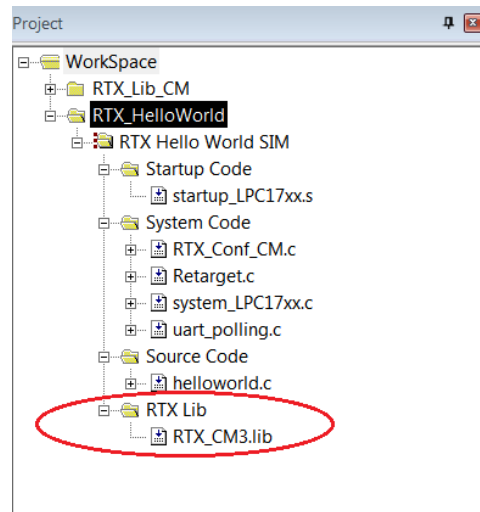 Project
WorkSpace
RTX_Lib_CM
RTX_HelloWorld
RTX Hello World SIM
Startup Code
startup_LPC17xx.s
System Code
RTX_Conf_CM.c
Retarget.c
system_LPC17xx.c
uart_polling.c
Source Code
helloworld.c
RTX Lib
RTX_CM3.lib